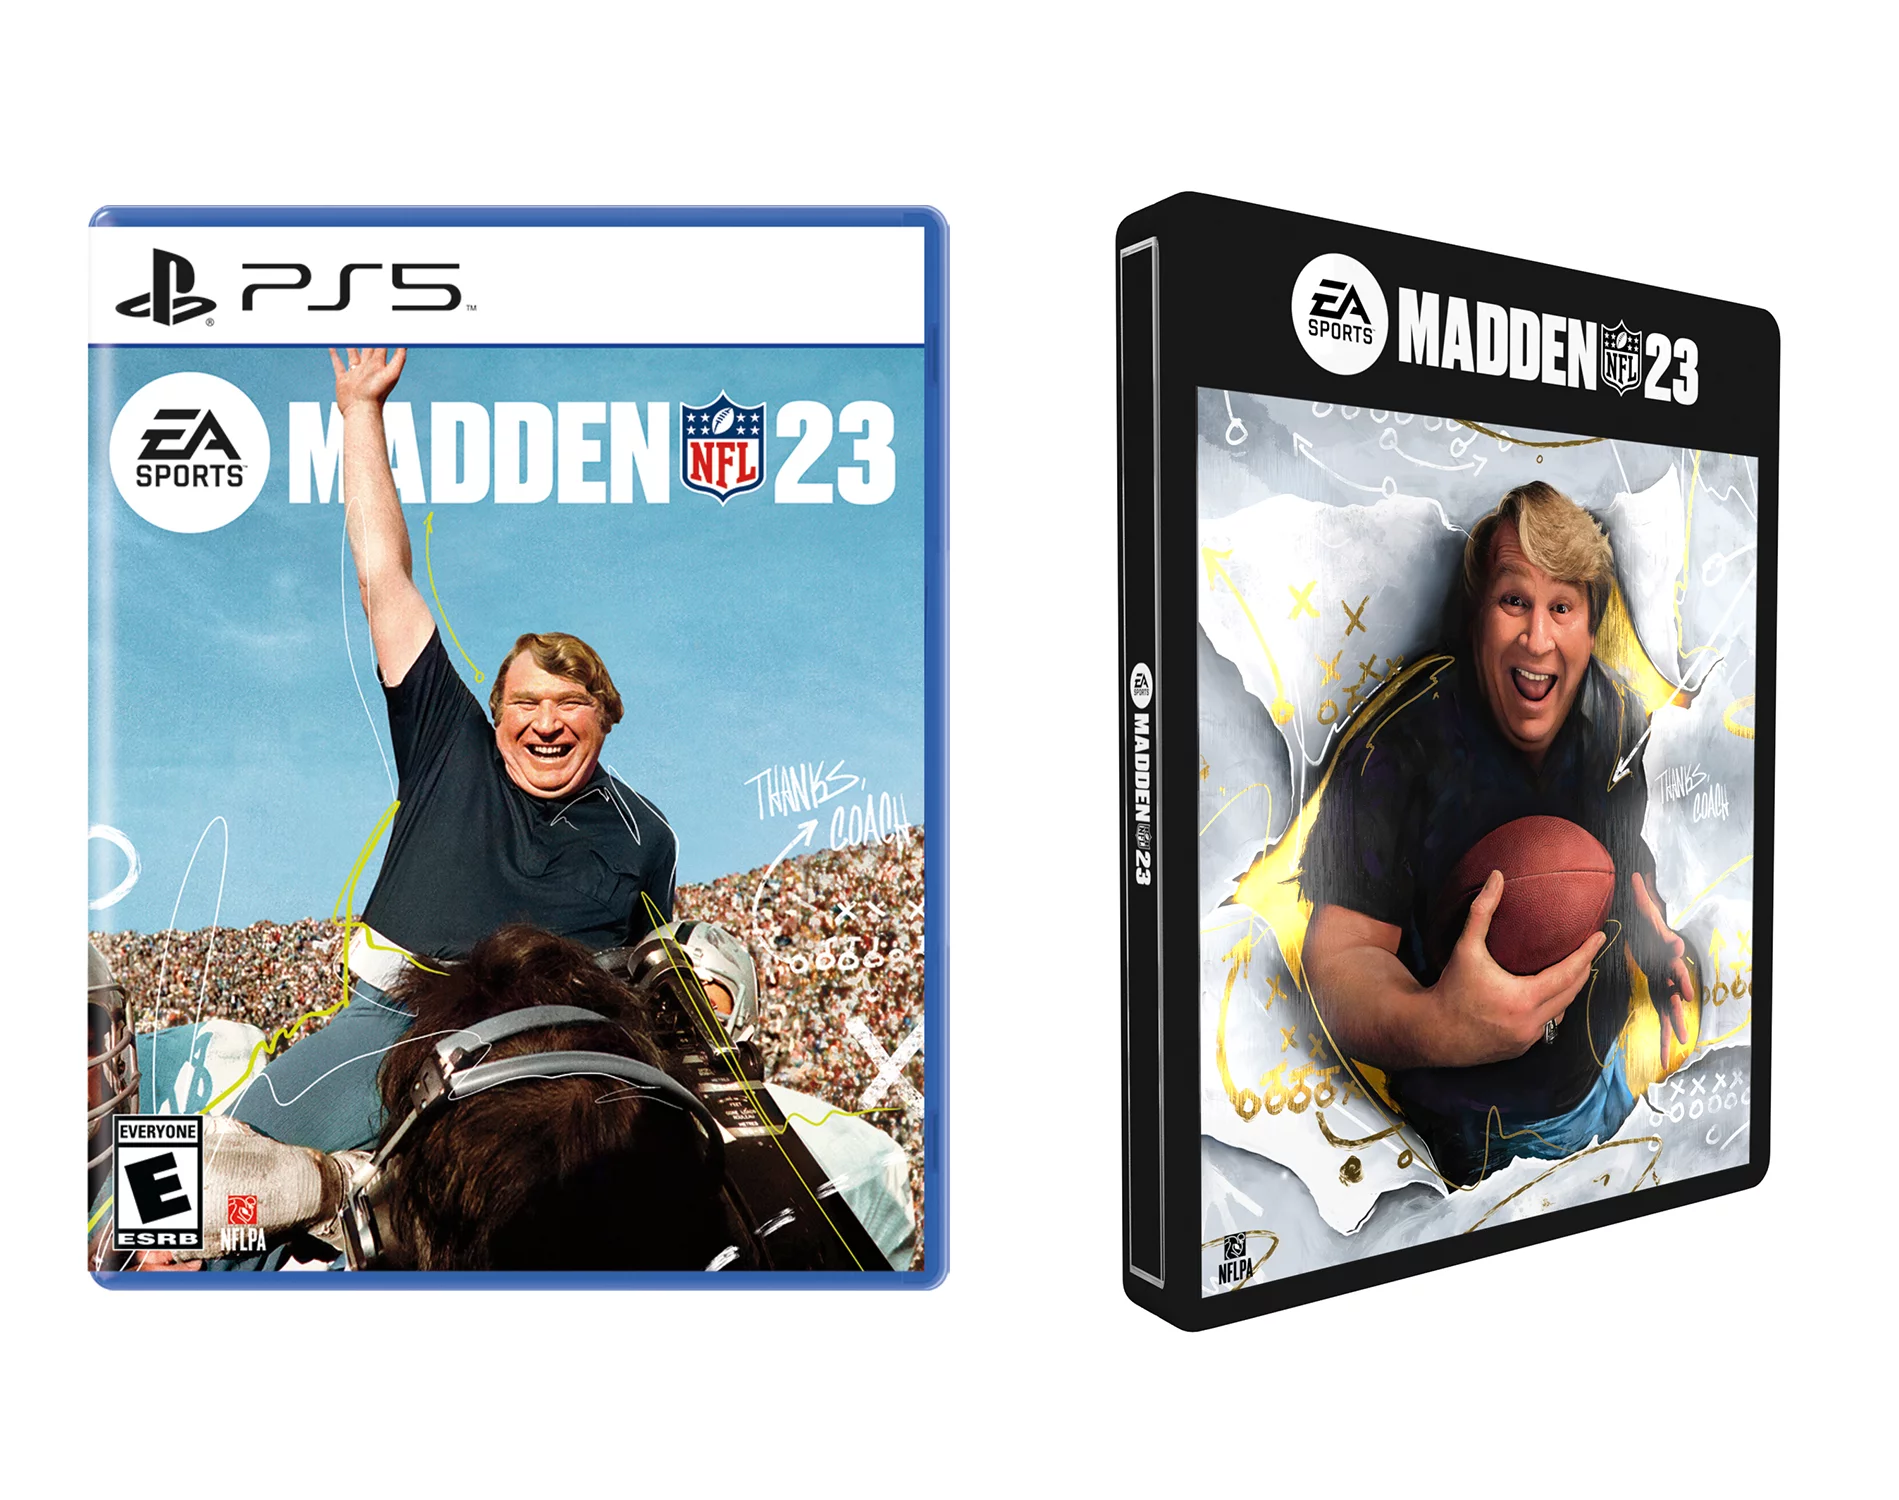 PS5
TM
®
EA
SPORTS
MADDEN NFL 23
THANKS,
COACH
EVERYONE
E
ESRB
NFLPA
EA
SPORTS
MADDEN NFL 23
EA
SPORTS
MADDEN NFL 23
THANKS,
COACH
NFLPA